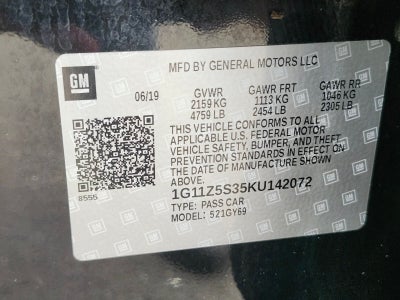 GM
MFD BY GENERAL MOTORS LLC
06/19 GVWR GAWR FRT GAWR RR
2159 KG 1113 KG 1046 KG
4759 LB 2454 LB 2305 LB
THIS VEHICLE CONFORMS TO ALL
APPLICABLE U.S. FEDERAL MOTOR
VEHICLE SAFETY, BUMPER, AND THEFT
PREVENTION STANDARDS IN EFFECT ON
THE DATE OF MANUFACTURE SHOWN
ABOVE.
1G11Z5S35KU142072
TYPE: PASS CAR
MODEL: 521GY69
8555